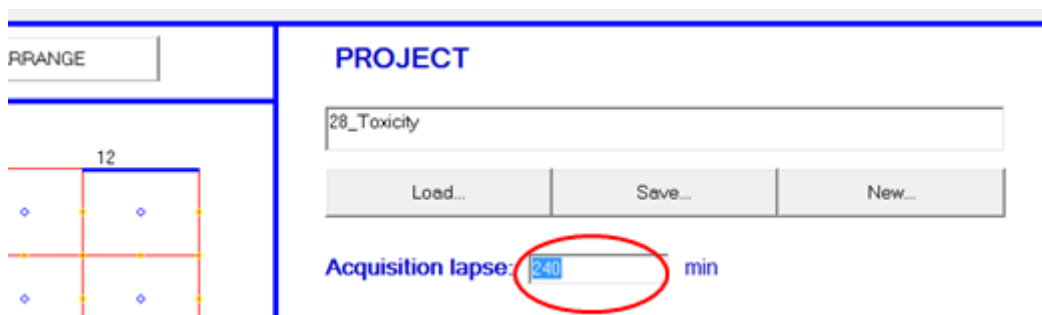 RRANGE
PROJECT
28_Toxicity
12
Load... Save... New...
Acquisition lapse: 240 min